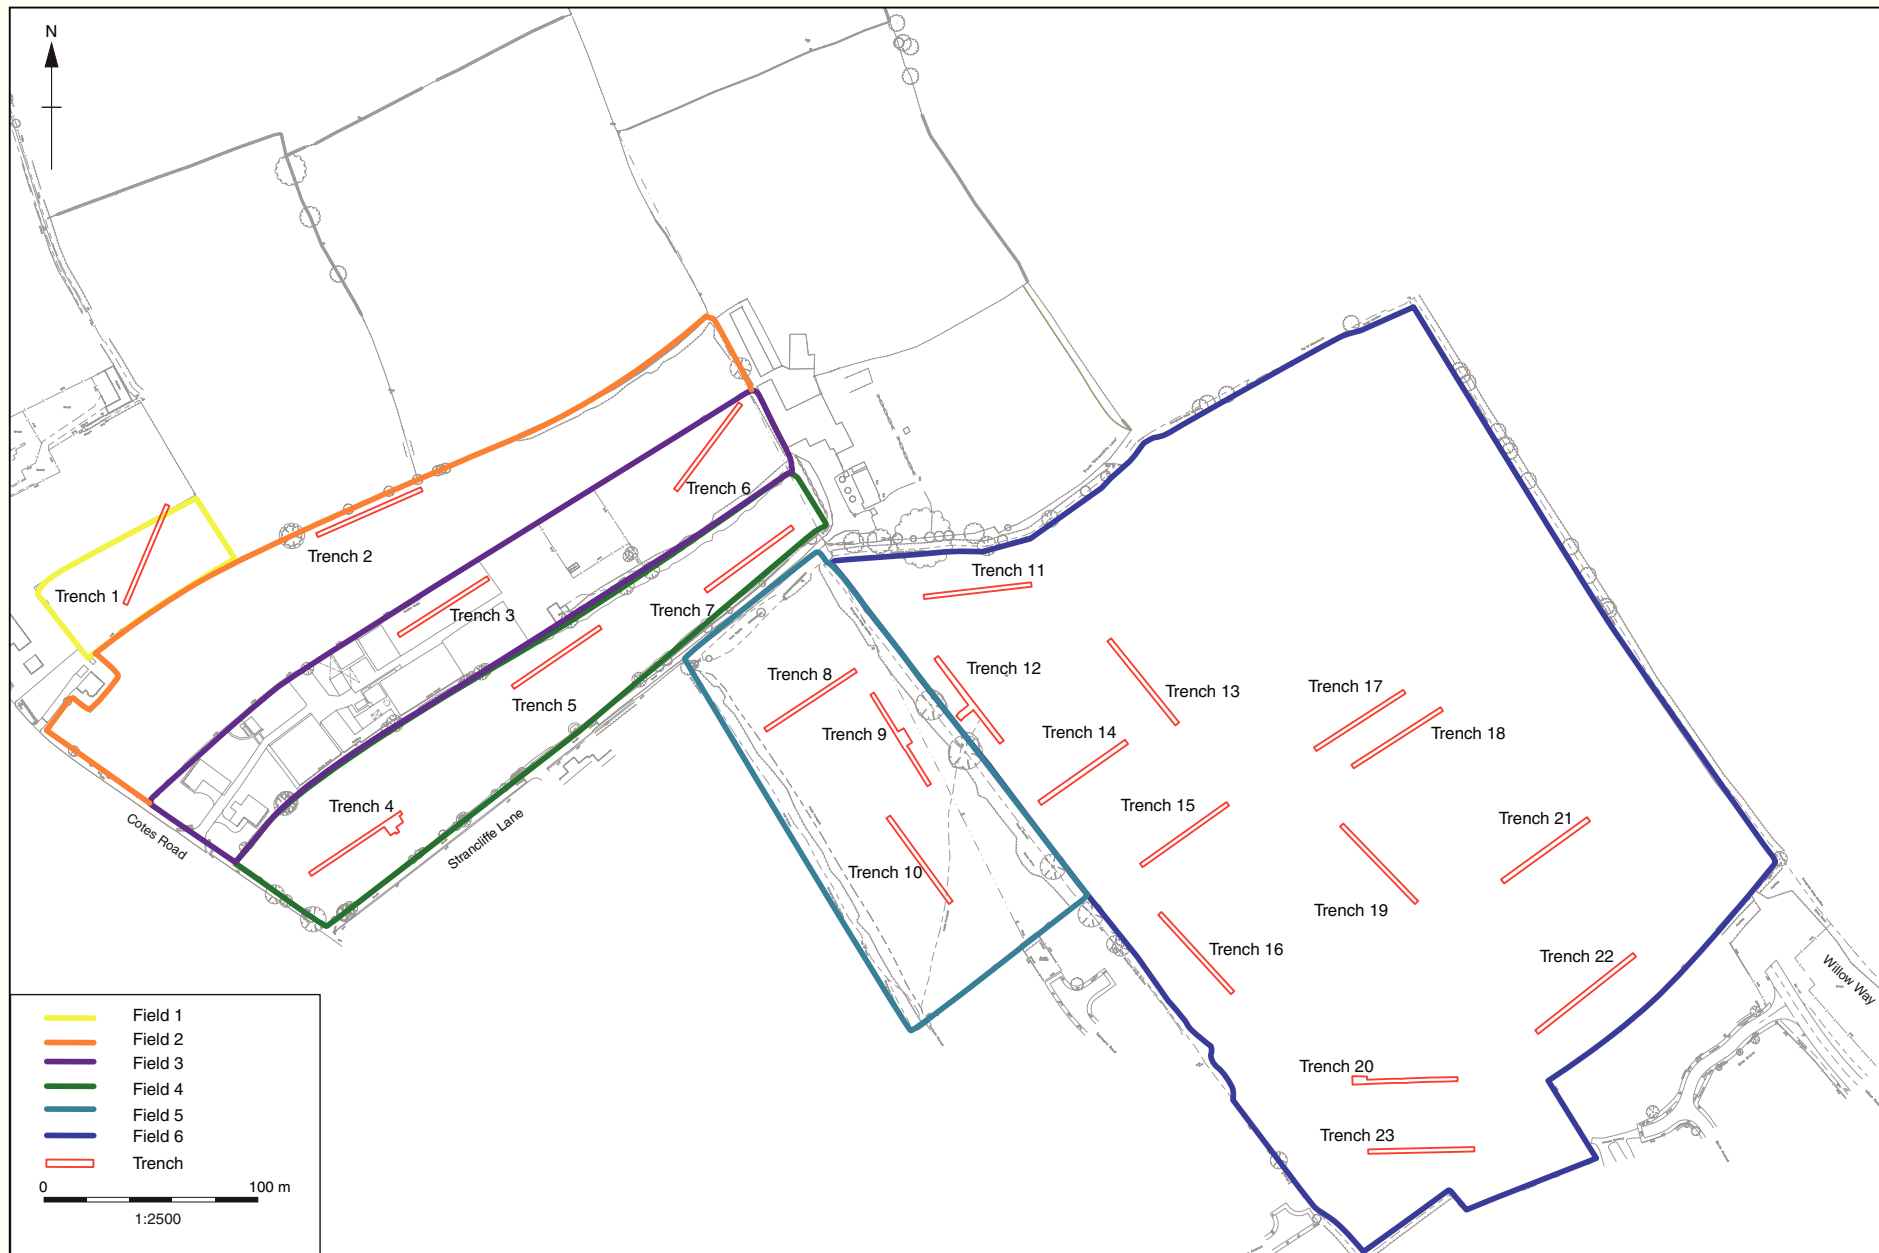 N
Trench 1
Trench 2
Trench 3
Trench 4
Trench 5
Trench 6
Trench 7
Trench 8
Trench 9
Trench 10
Trench 11
Trench 12
Trench 13
Trench 14
Trench 15
Trench 16
Trench 17
Trench 18
Trench 19
Trench 20
Trench 21
Trench 22
Trench 23
Cotes Road
Strancliffe Lane
Willow Way
Field 1
Field 2
Field 3
Field 4
Field 5
Field 6
Trench
0 100 m
1:2500